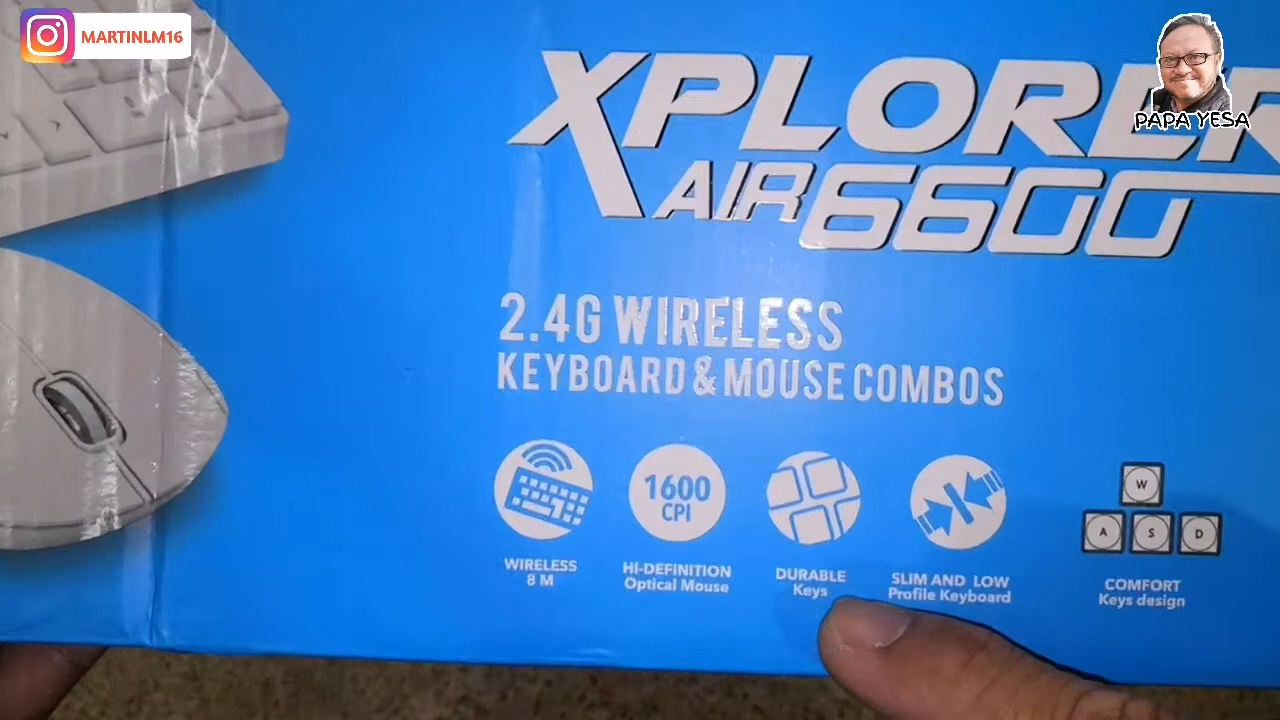 MARTINLM16
PAPA YESA
XPLORER
AIR6600
2.4G WIRELESS
KEYBOARD & MOUSE COMBOS
1600
CPI
W
A S D
WIRELESS
8 M
HI-DEFINITION
Optical Mouse
DURABLE
Keys
SLIM AND LOW
Profile Keyboard
COMFORT
Keys design